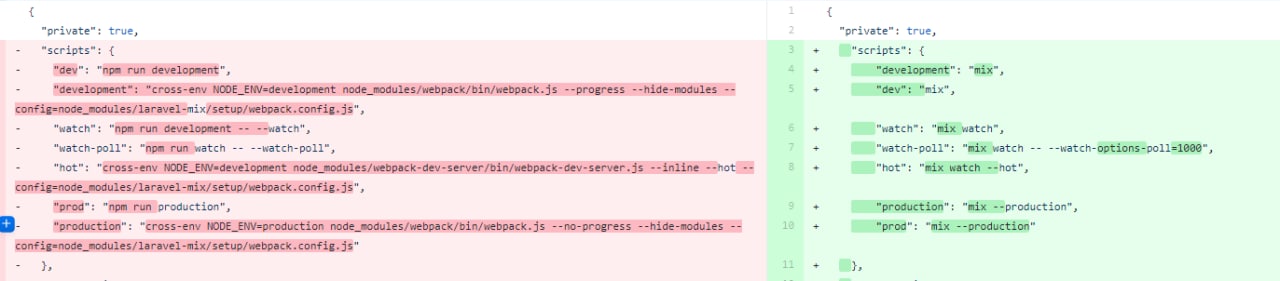 {
"private": true,
- "scripts": {
- "dev": "npm run development",
- "development": "cross-env NODE_ENV=development node_modules/webpack/bin/webpack.js --progress --hide-modules --
config=node_modules/laravel-mix/setup/webpack.config.js",
- "watch": "npm run development -- --watch",
- "watch-poll": "npm run watch -- --watch-poll",
- "hot": "cross-env NODE_ENV=development node_modules/webpack-dev-server/bin/webpack-dev-server.js --inline --hot --
config=node_modules/laravel-mix/setup/webpack.config.js",
- "prod": "npm run production",
+ - "production": "cross-env NODE_ENV=production node_modules/webpack/bin/webpack.js --no-progress --hide-modules --
config=node_modules/laravel-mix/setup/webpack.config.js"
- },
1 {
2 "private": true,
3 + "scripts": {
4 + "development": "mix",
5 + "dev": "mix",
6 + "watch": "mix watch",
7 + "watch-poll": "mix watch -- --watch-options-poll=1000",
8 + "hot": "mix watch --hot",
9 + "production": "mix --production",
10 + "prod": "mix --production"
11 + },